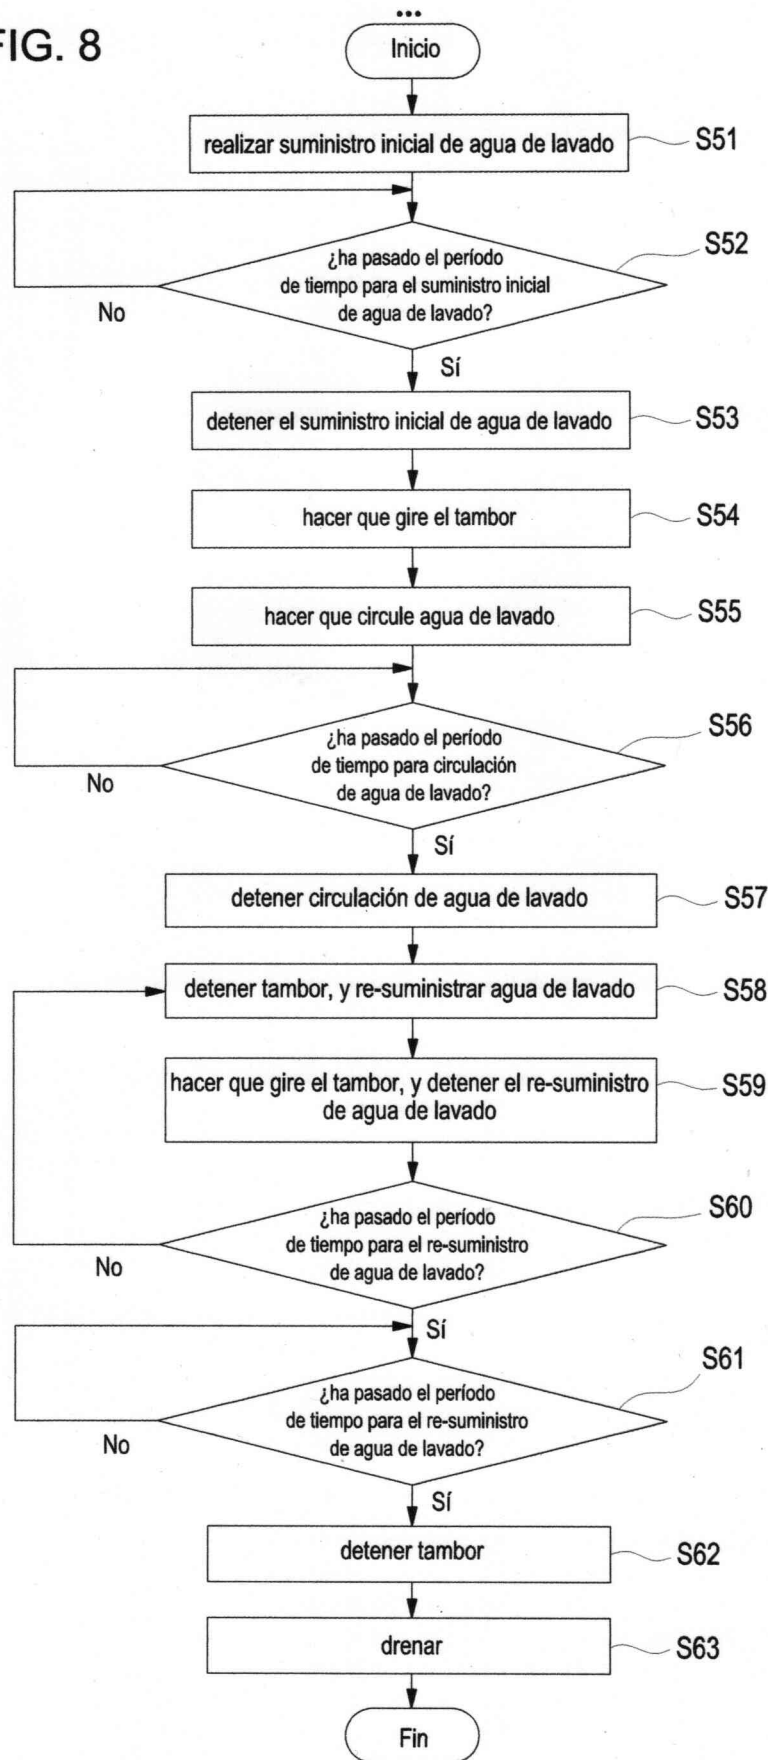 ...
FIG. 8
Inicio
realizar suministro inicial de agua de lavado
S51
¿ha pasado el período
de tiempo para el suministro inicial
de agua de lavado?
S52
No
Sí
detener el suministro inicial de agua de lavado
S53
hacer que gire el tambor
S54
hacer que circule agua de lavado
S55
¿ha pasado el período
de tiempo para circulación
de agua de lavado?
S56
No
Sí
detener circulación de agua de lavado
S57
detener tambor, y re-suministrar agua de lavado
S58
hacer que gire el tambor, y detener el re-suministro
de agua de lavado
S59
¿ha pasado el período
de tiempo para el re-suministro
de agua de lavado?
S60
No
Sí
¿ha pasado el período
de tiempo para el re-suministro
de agua de lavado?
S61
No
Sí
detener tambor
S62
drenar
S63
Fin